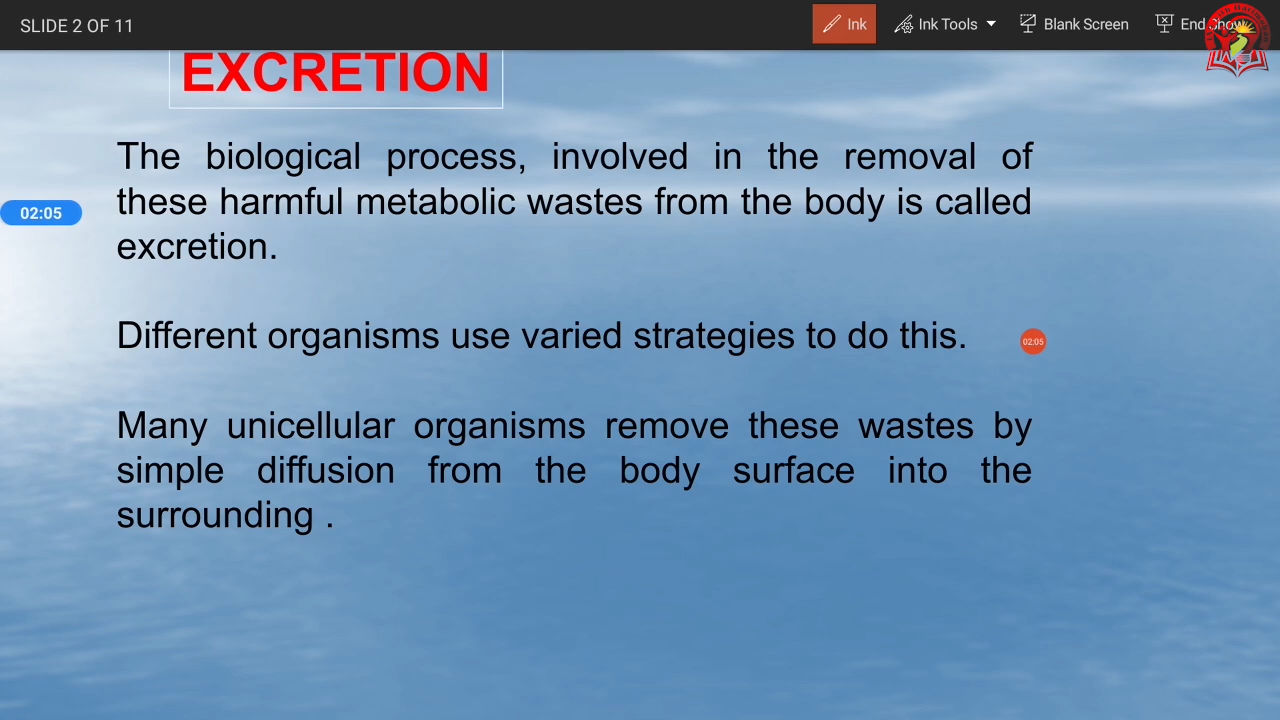 SLIDE 2 OF 11
Ink
Ink Tools
Blank Screen
End Show
EXCRETION
The biological process, involved in the removal of
these harmful metabolic wastes from the body is called
excretion.
02:05
Different organisms use varied strategies to do this.
02:05
Many unicellular organisms remove these wastes by
simple diffusion from the body surface into the
surrounding .